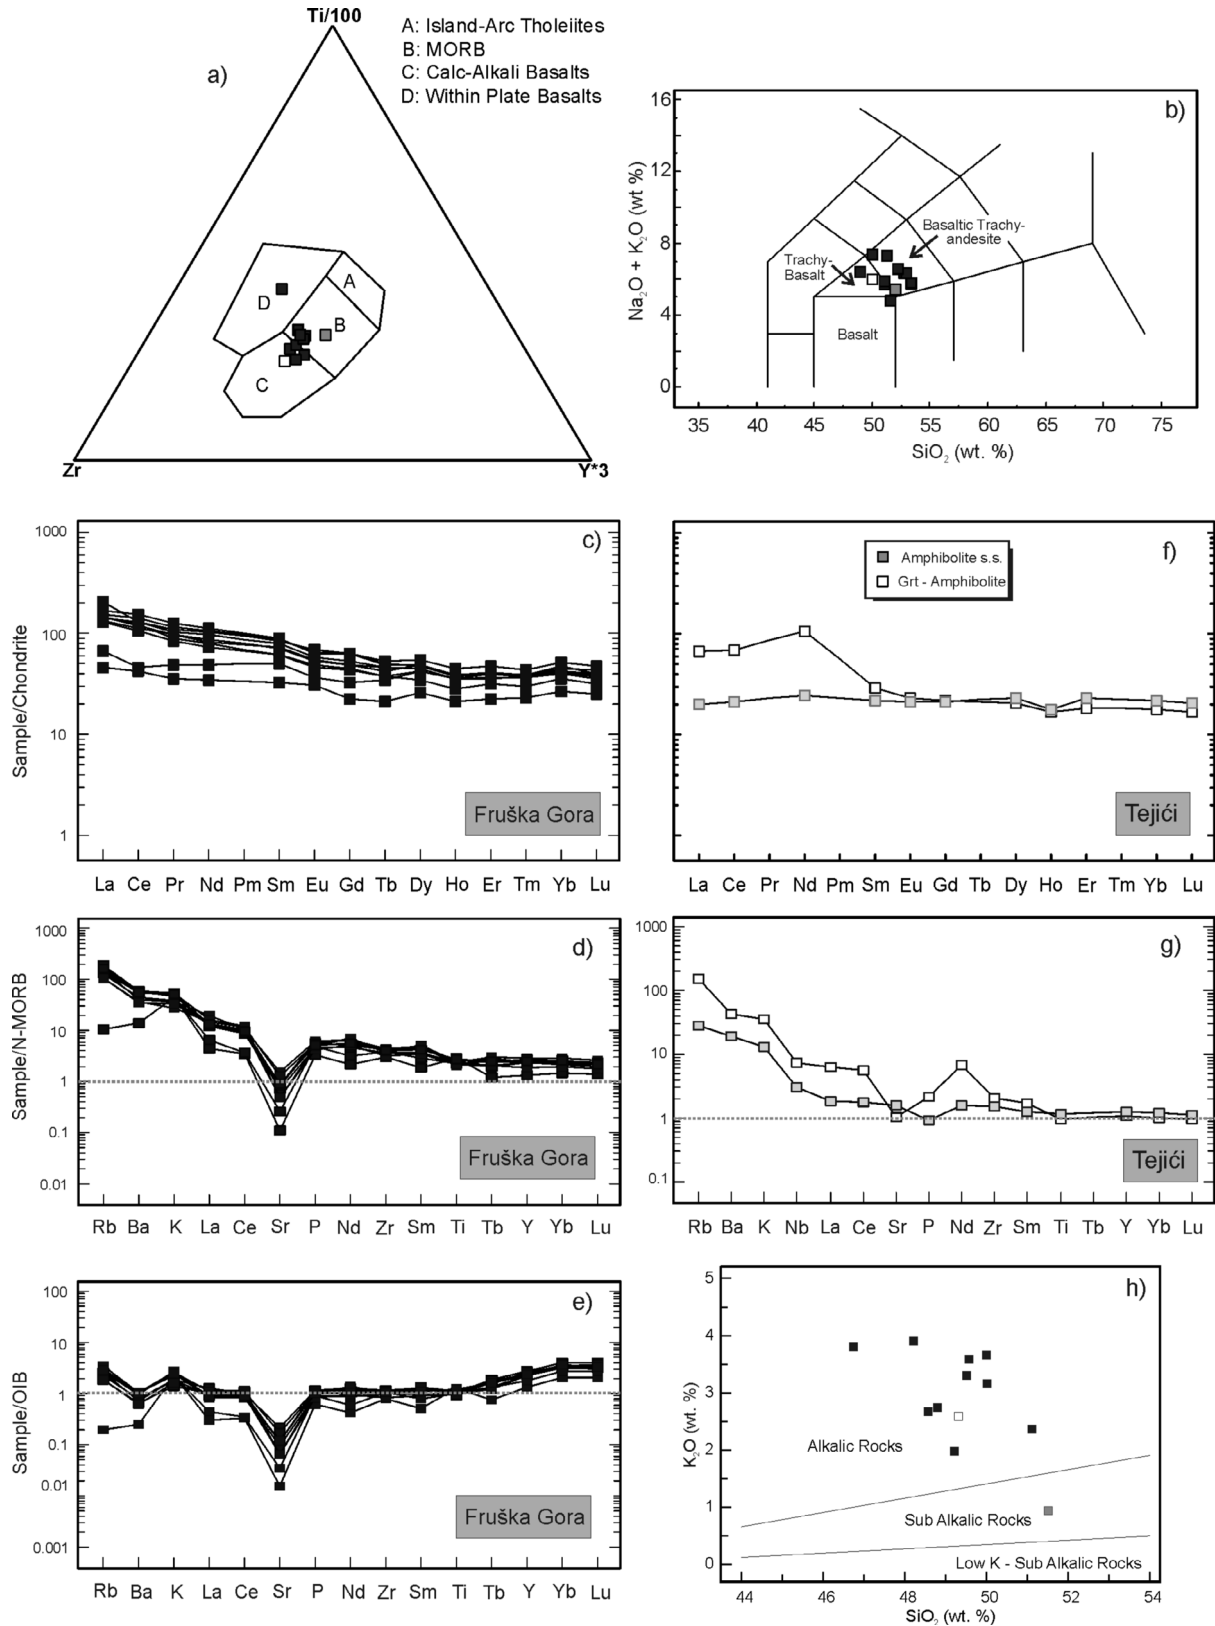 Ti/100
A: Island-Arc Tholeiites
B: MORB
C: Calc-Alkali Basalts
D: Within Plate Basalts
a)
A
D
B
C
Zr
Y*3
b)
16
12
8
4
0
Na₂O + K₂O (wt %)
Basaltic Trachy-
andesite
Trachy-
Basalt
Basalt
35 40 45 50 55 60 65 70 75
SiO₂ (wt. %)
c)
1000
100
10
1
Sample/Chondrite
Fruška Gora
La Ce Pr Nd Pm Sm Eu Gd Tb Dy Ho Er Tm Yb Lu
f)
Amphibolite s.s.
Grt - Amphibolite
Tejići
La Ce Pr Nd Pm Sm Eu Gd Tb Dy Ho Er Tm Yb Lu
d)
1000
100
10
1
0.1
0.01
Sample/N-MORB
Fruška Gora
Rb Ba K La Ce Sr P Nd Zr Sm Ti Tb Y Yb Lu
g)
1000
100
10
1
0.1
Tejići
Rb Ba K Nb La Ce Sr P Nd Zr Sm Ti Tb Y Yb Lu
e)
100
10
1
0.1
0.01
0.001
Sample/OIB
Fruška Gora
Rb Ba K La Ce Sr P Nd Zr Sm Ti Tb Y Yb Lu
h)
5
4
3
2
1
0
K₂O (wt. %)
Alkalic Rocks
Sub Alkalic Rocks
Low K - Sub Alkalic Rocks
44 46 48 50 52 54
SiO₂ (wt. %)